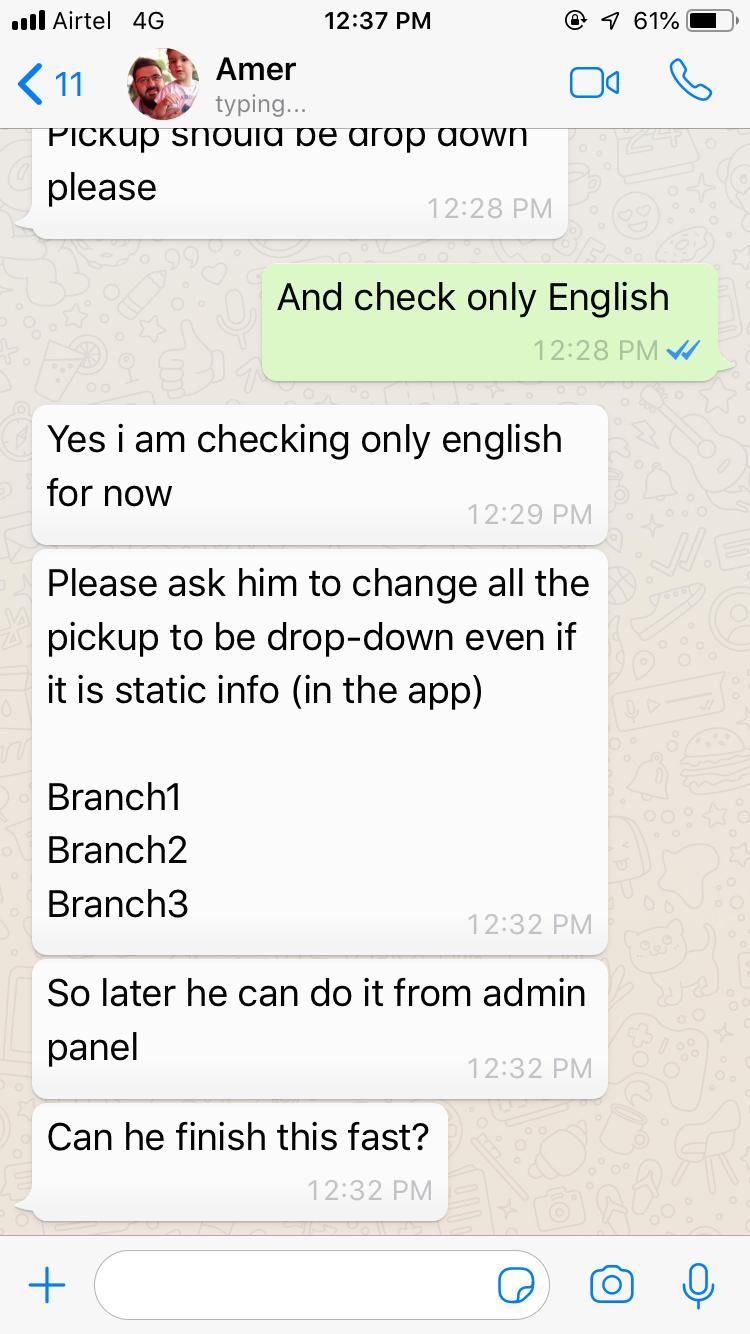 Airtel 4G 12:37 PM 61%
11 Amer
typing...
Pickup should be drop down
please
12:28 PM
And check only English
12:28 PM
Yes i am checking only english
for now
12:29 PM
Please ask him to change all the
pickup to be drop-down even if
it is static info (in the app)
Branch1
Branch2
Branch3
12:32 PM
So later he can do it from admin
panel
12:32 PM
Can he finish this fast?
12:32 PM